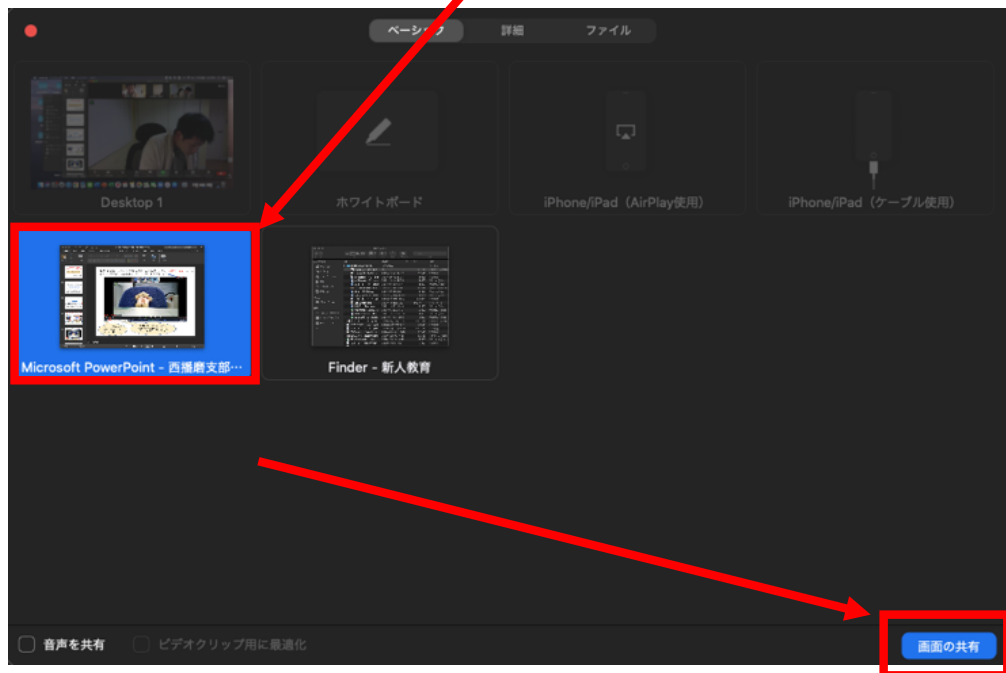 ベーシック
詳細
ファイル
Desktop 1
ホワイトボード
iPhone/iPad（AirPlay使用）
iPhone/iPad（ケーブル使用）
Microsoft PowerPoint - 西播磨支部…
Finder - 新人教育
音声を共有
ビデオクリップ用に最適化
画面の共有